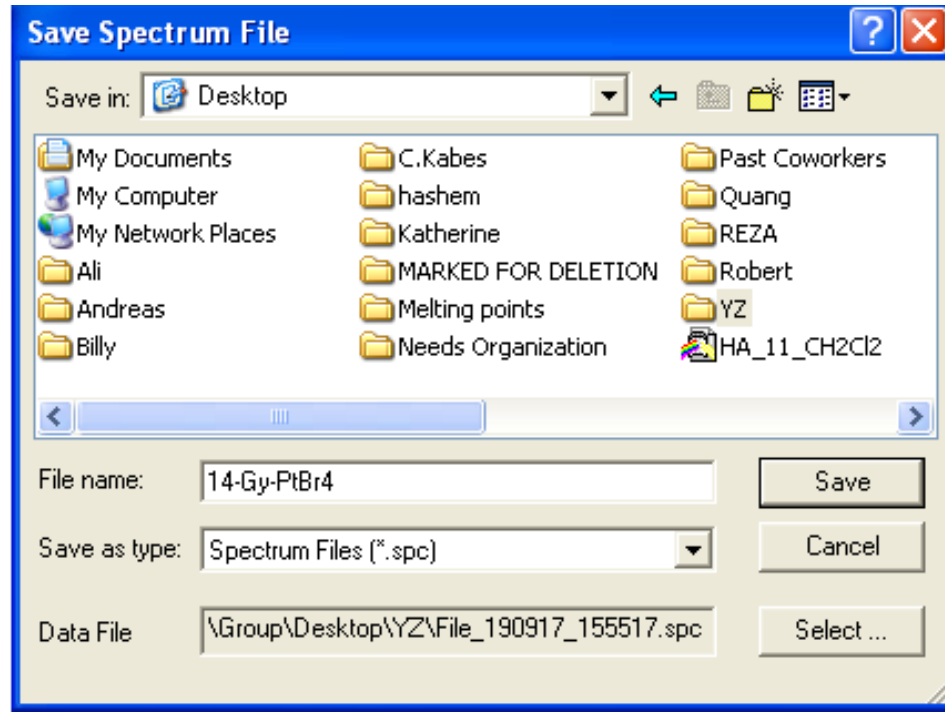 Save Spectrum File
Save in: Desktop
My Documents
My Computer
My Network Places
Ali
Andreas
Billy
C.Kabes
hashem
Katherine
MARKED FOR DELETION
Melting points
Needs Organization
Past Coworkers
Quang
REZA
Robert
YZ
HA_11_CH2Cl2
File name: 14-Gy-PtBr4 Save
Save as type: Spectrum Files (*.spc) Cancel
Data File \Group\Desktop\YZ\File_190917_155517.spc Select ...